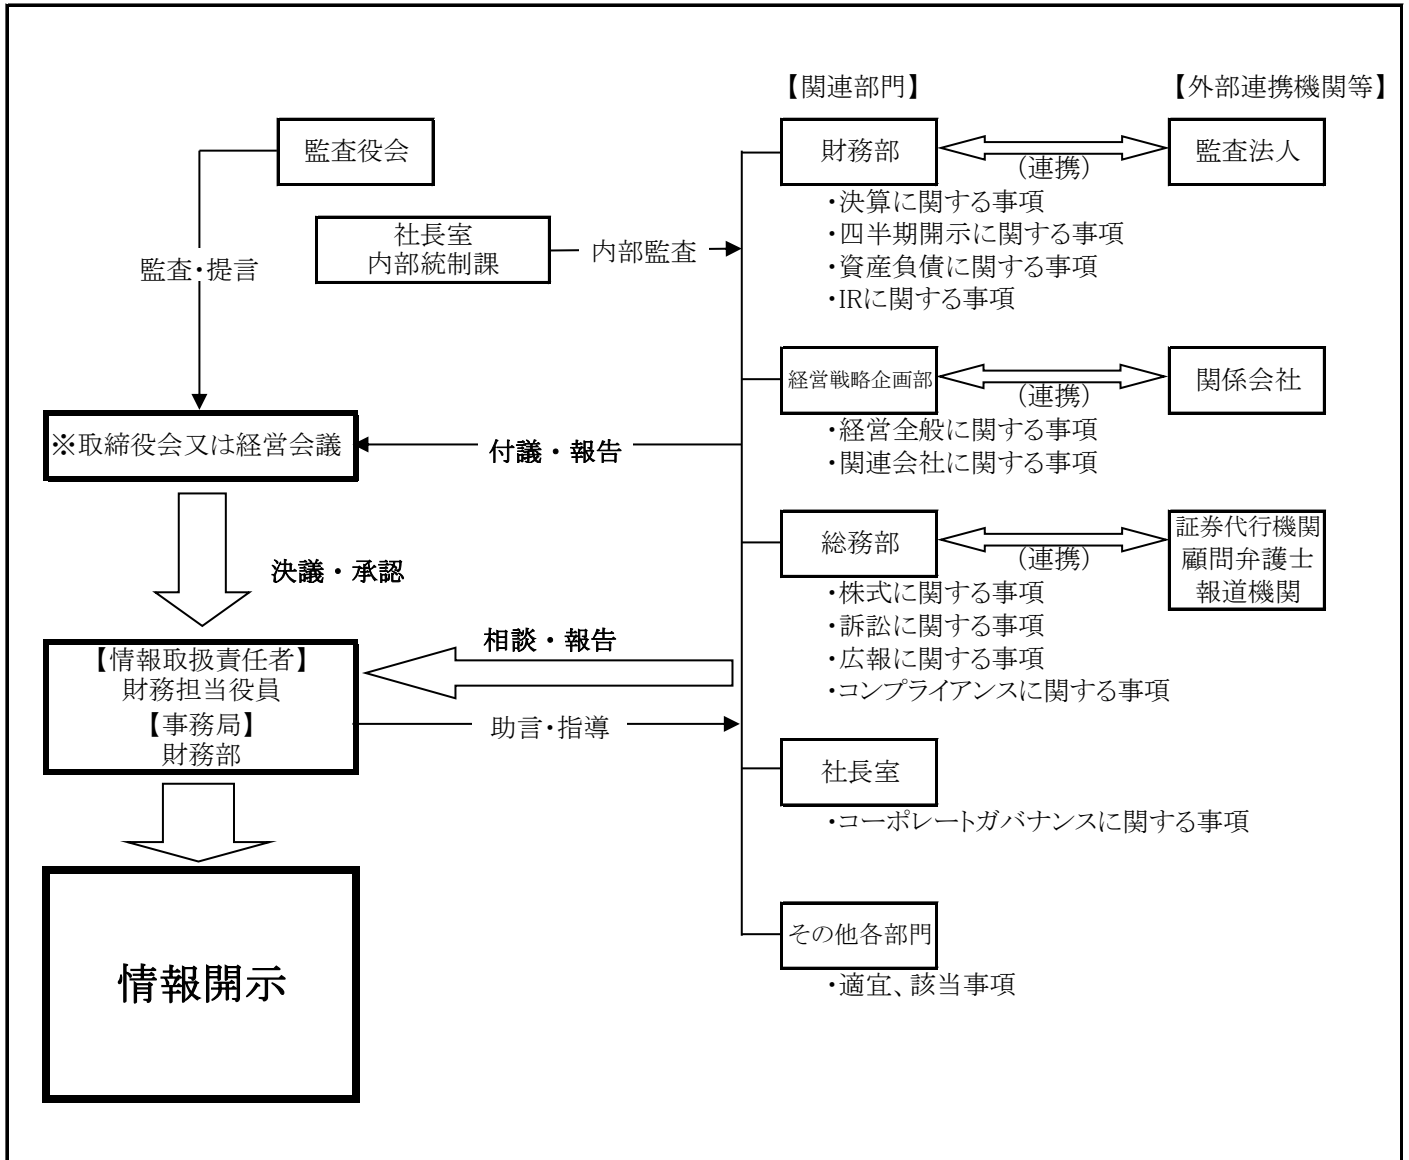 【関連部門】
【外部連携機関等】
監査役会
財務部
(連携)
監査法人
・決算に関する事項
・四半期開示に関する事項
・資産負債に関する事項
・IRに関する事項
社長室
内部統制課
内部監査
監査・提言
経営戦略企画部
(連携)
関係会社
・経営全般に関する事項
・関連会社に関する事項
※取締役会又は経営会議
付議・報告
総務部
(連携)
証券代行機関
顧問弁護士
報道機関
・株式に関する事項
・訴訟に関する事項
・広報に関する事項
・コンプライアンスに関する事項
決議・承認
相談・報告
【情報取扱責任者】
財務担当役員
【事務局】
財務部
助言・指導
社長室
・コーポレートガバナンスに関する事項
その他各部門
・適宜、該当事項
情報開示